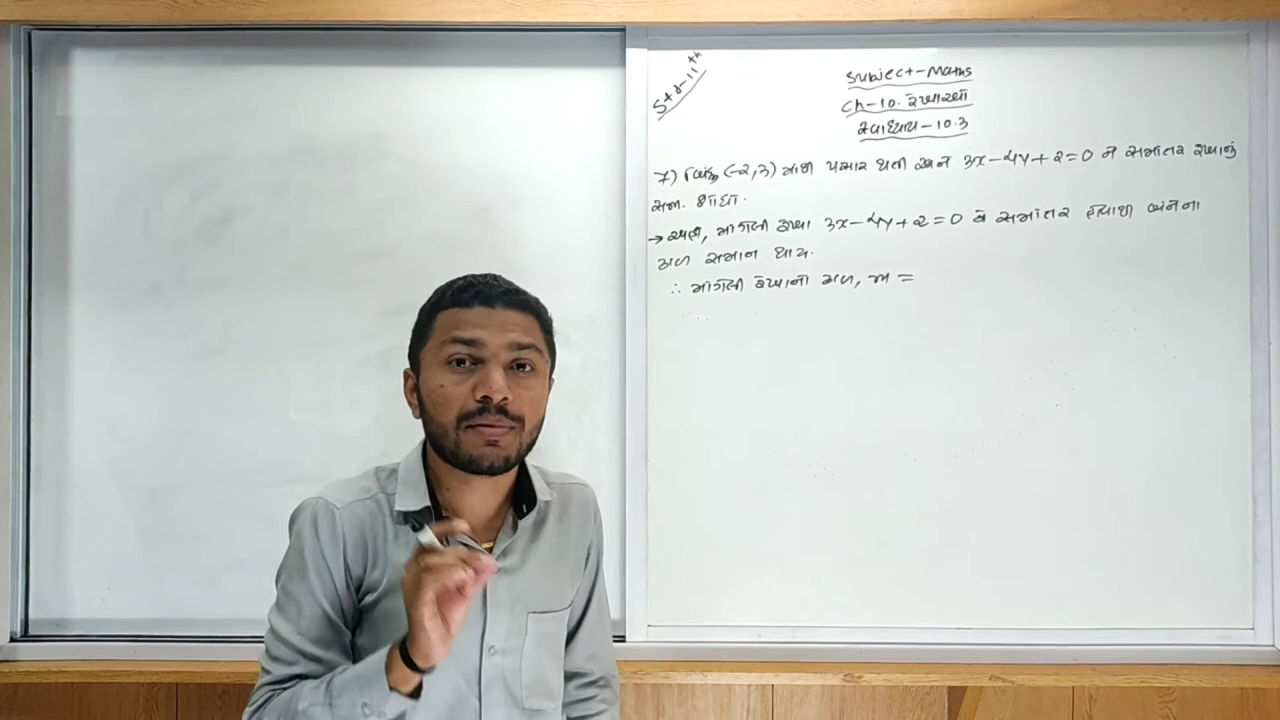 Std-11th
Subject-Maths
Ch-10. રેખાઓ
સ્વાધ્યાય-10.3
7) બિંદુ (-2,3) માંથી પસાર થતી અને 3x-4y+2=0 ને સમાંતર રેખાનું
સમ. શોધો.
→ અહીં, માંગેલી રેખા 3x-4y+2=0 ને સમાંતર હોવાથી બંનેના
ઢાળ સમાન થાય.
∴ માંગેલી રેખાનો ઢાળ, m =